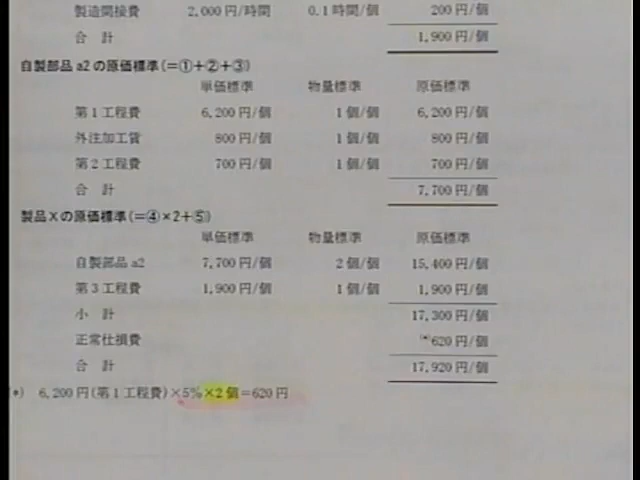 製造間接費 2,000円/時間 0.1時間/個 200円/個
合 計 1,900円/個
自製部品a2の原価標準(=①+②+③)
単価標準 物量標準 原価標準
第1工程費 6,200円/個 1個/個 6,200円/個
外注加工賃 800円/個 1個/個 800円/個
第2工程費 700円/個 1個/個 700円/個
合 計 7,700円/個
製品Xの原価標準(=④×2+⑤)
単価標準 物量標準 原価標準
自製部品a2 7,700円/個 2個/個 15,400円/個
第3工程費 1,900円/個 1個/個 1,900円/個
小 計 17,300円/個
正常仕損費 (*)620円/個
合 計 17,920円/個
(*) 6,200円(第1工程費)×5%×2個=620円